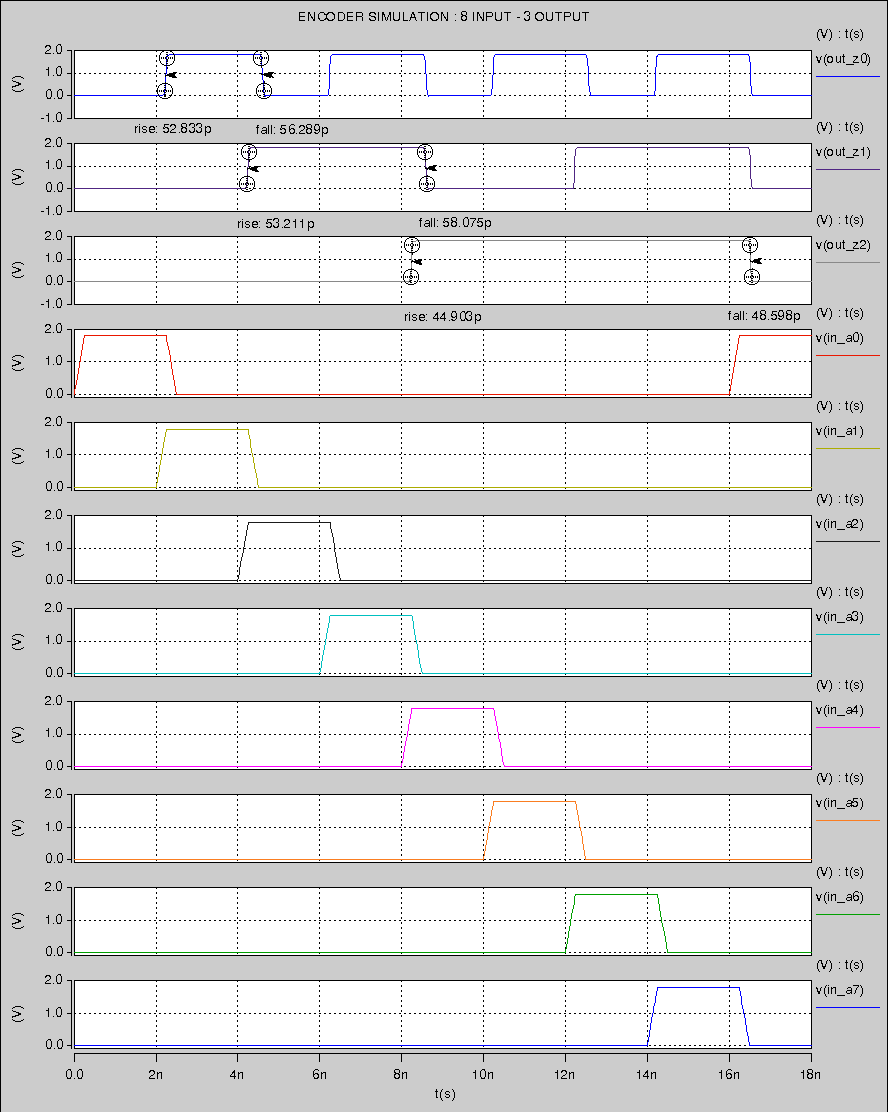 ENCODER SIMULATION : 8 INPUT - 3 OUTPUT
(V) : t(s)
2.0
v(out_z0)
1.0
(V)
0.0
-1.0
rise: 52.833p fall: 56.289p
(V) : t(s)
2.0
v(out_z1)
1.0
(V)
0.0
-1.0
rise: 53.211p fall: 58.075p
(V) : t(s)
2.0
v(out_z2)
1.0
(V)
0.0
-1.0
rise: 44.903p fall: 48.598p
(V) : t(s)
2.0
v(in_a0)
(V)
1.0
0.0
(V) : t(s)
2.0
v(in_a1)
(V)
1.0
0.0
(V) : t(s)
2.0
v(in_a2)
(V)
1.0
0.0
(V) : t(s)
2.0
v(in_a3)
(V)
1.0
0.0
(V) : t(s)
2.0
v(in_a4)
(V)
1.0
0.0
(V) : t(s)
2.0
v(in_a5)
(V)
1.0
0.0
(V) : t(s)
2.0
v(in_a6)
(V)
1.0
0.0
(V) : t(s)
2.0
v(in_a7)
(V)
1.0
0.0
0.0 2n 4n 6n 8n 10n 12n 14n 16n 18n
t(s)